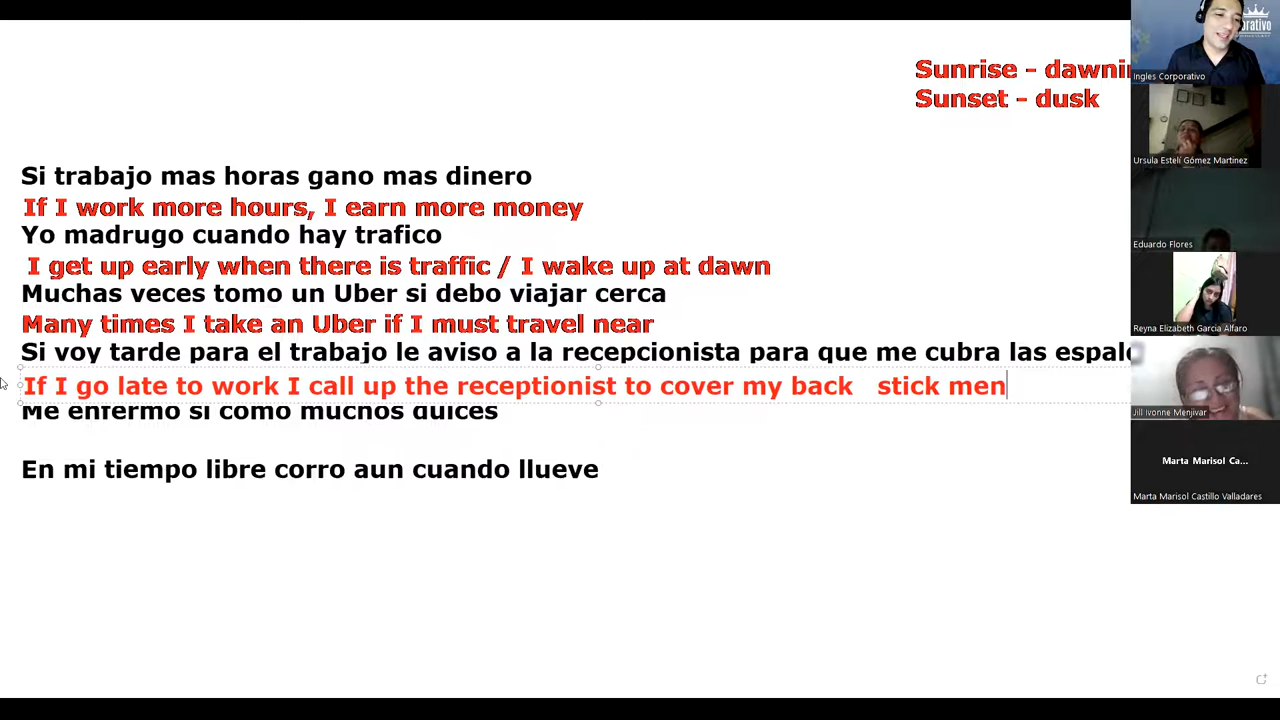 Sunrise -
Sunset - dusk
Si trabajo mas horas gano mas dinero
If I work more hours, I earn more money
Yo madrugo cuando hay trafico
I get up early when there is traffic / I wake up at dawn
Muchas veces tomo un Uber si debo viajar cerca
Many times I take an Uber if I must travel near
Si voy tarde para el trabajo le aviso a la recepcionista para que me cubra las
If I go late to work I call up the receptionist to cover my back stick men
Me enfermo si como muchos dulces
En mi tiempo libre corro aun cuando llueve
Ingles Corporativo
Ursula Estelí Gómez Martinez
Eduardo Flores
Reyna Elizabeth Garcia Alfaro
Jill Ivonne Menjivar
Marta Marisol Ca...
Marta Marisol Castillo Valladares